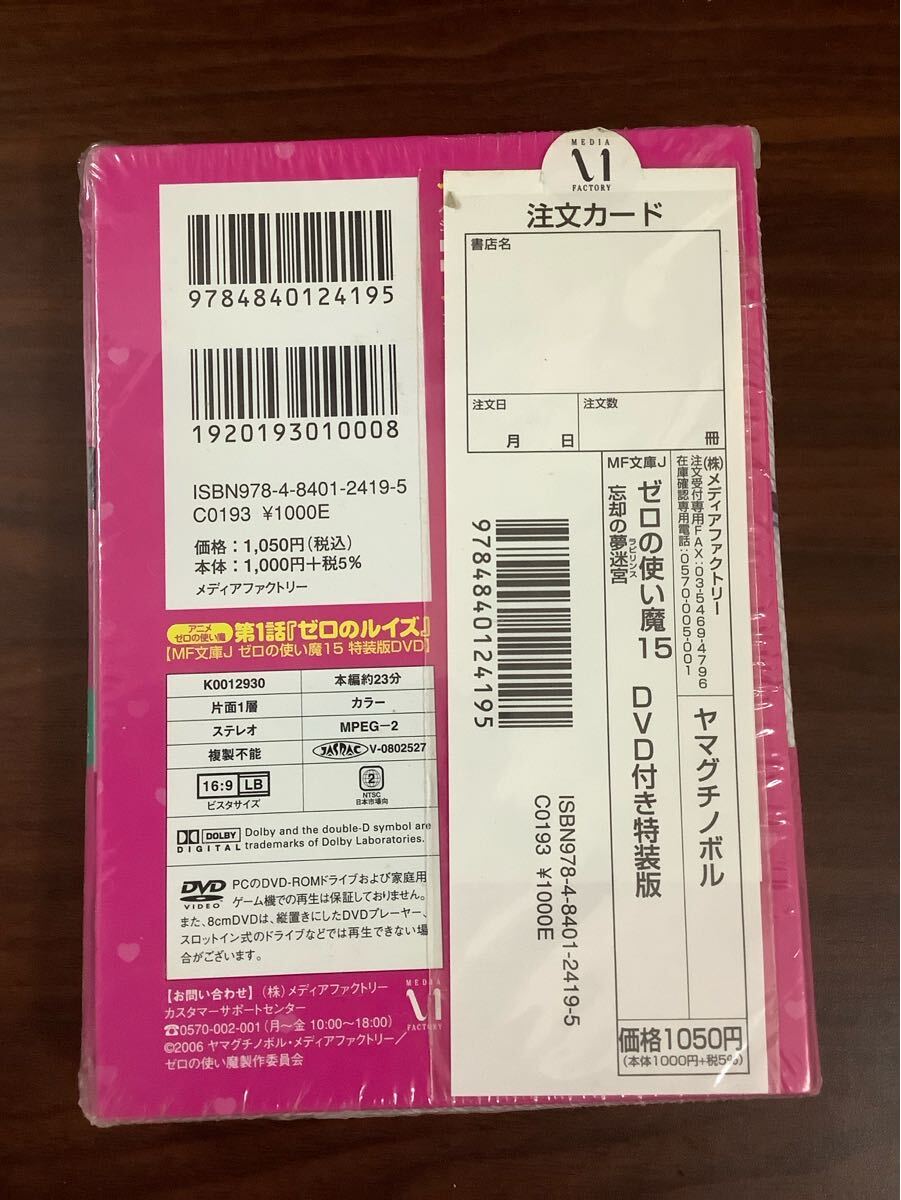 9784840124195
1920193010008
ISBN978-4-8401-2419-5
C0193 ¥1000E
価格：1,050円(税込)
本体：1,000円+税5%
メディアファクトリー
アニメ
ゼロの使い魔
第1話『ゼロのルイズ』
【MF文庫J ゼロの使い魔15 特装版DVD】
K0012930
本編約23分
片面1層
カラー
ステレオ
MPEG-2
複製不能
JASRAC V-0802527
16:9 LB
ビスタサイズ
2
NTSC
日本市場向
DOLBY
DIGITAL
Dolby and the double-D symbol are
trademarks of Dolby Laboratories.
DVD
VIDEO
PCのDVD-ROMドライブおよび家庭用
ゲーム機での再生は保証しておりません。
また、8cmDVDは、縦置きにしたDVDプレーヤー、
スロットイン式のドライブなどでは再生できない場
合がございます。
【お問い合わせ】(株)メディアファクトリー
カスタマーサポートセンター
☎0570-002-001(月〜金 10:00〜18:00)
©2006 ヤマグチノボル・メディアファクトリー／
ゼロの使い魔製作委員会
MEDIA
FACTORY
MEDIA
FACTORY
注文カード
書店名
注文日
月 日
注文数
冊
(株)メディアファクトリー
注文受付専用FAX:03-5469-4796
在庫確認専用電話:0570-005-001
ヤマグチノボル
MF文庫J
ゼロの使い魔15 DVD付き特装版
ラビリンス
忘却の夢迷宮
価格1050円
(本体1000円+税5%)
9784840124195
ISBN978-4-8401-2419-5
C0193 ¥1000E